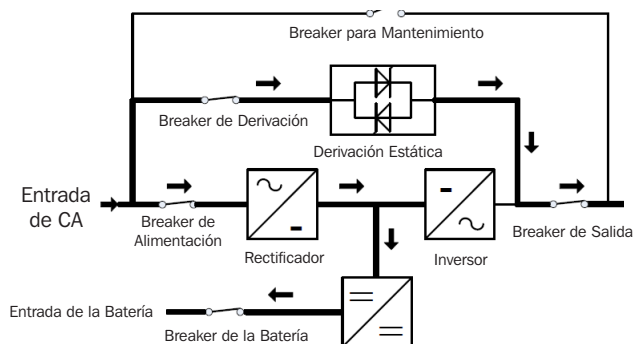 Breaker para Mantenimiento
Breaker de Derivación
Derivación Estática
Entrada
de CA
Breaker de
Alimentación
Rectificador
Inversor
Breaker de Salida
Entrada de la Batería
Breaker de la Batería